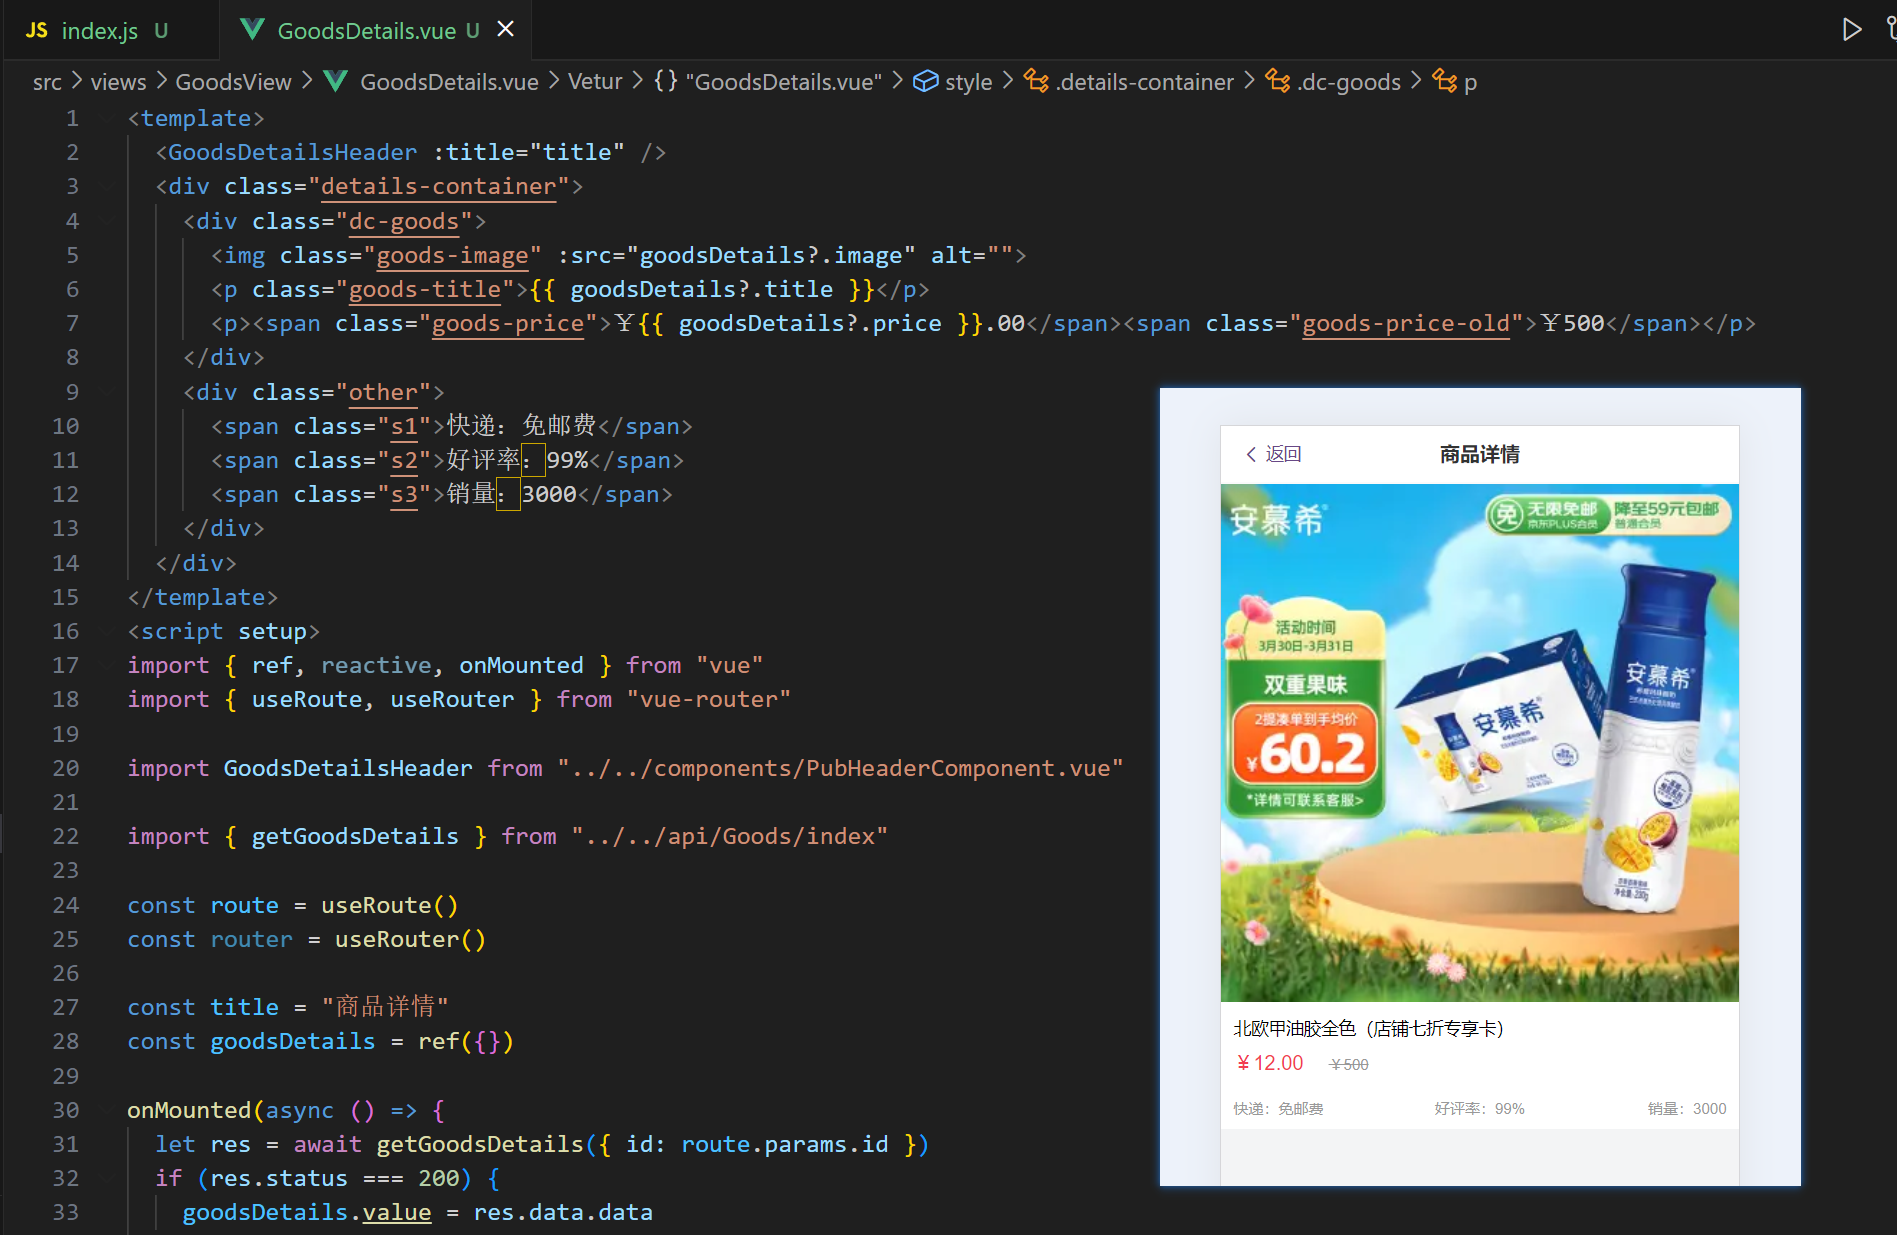 JS index.js U GoodsDetails.vue U
src > views > GoodsView > GoodsDetails.vue > Vetur > {} "GoodsDetails.vue" > style > .details-container > .dc-goods > p
1 <template>
2 <GoodsDetailsHeader :title="title" />
3 <div class="details-container">
4 <div class="dc-goods">
5 <img class="goods-image" :src="goodsDetails?.image" alt="">
6 <p class="goods-title">{{ goodsDetails?.title }}</p>
7 <p><span class="goods-price">￥{{ goodsDetails?.price }}.00</span><span class="goods-price-old">￥500</span></p>
8 </div>
9 <div class="other">
10 <span class="s1">快递：免邮费</span>
11 <span class="s2">好评率：99%</span>
12 <span class="s3">销量：3000</span>
13 </div>
14 </div>
15 </template>
16 <script setup>
17 import { ref, reactive, onMounted } from "vue"
18 import { useRoute, useRouter } from "vue-router"
19
20 import GoodsDetailsHeader from "../../components/PubHeaderComponent.vue"
21
22 import { getGoodsDetails } from "../../api/Goods/index"
23
24 const route = useRoute()
25 const router = useRouter()
26
27 const title = "商品详情"
28 const goodsDetails = ref({})
29
30 onMounted(async () => {
31 let res = await getGoodsDetails({ id: route.params.id })
32 if (res.status === 200) {
33 goodsDetails.value = res.data.data
返回 商品详情
安慕希
免 无限免邮 京东PLUS会员 降至59元包邮 普通会员
活动时间
3月30日-3月31日
双重果味
2提凑单到手均价
¥60.2
*详情可联系客服>
安慕希
安慕希
净含量:230g
北欧甲油胶全色（店铺七折专享卡）
￥12.00 ￥500
快递：免邮费 好评率：99% 销量：3000